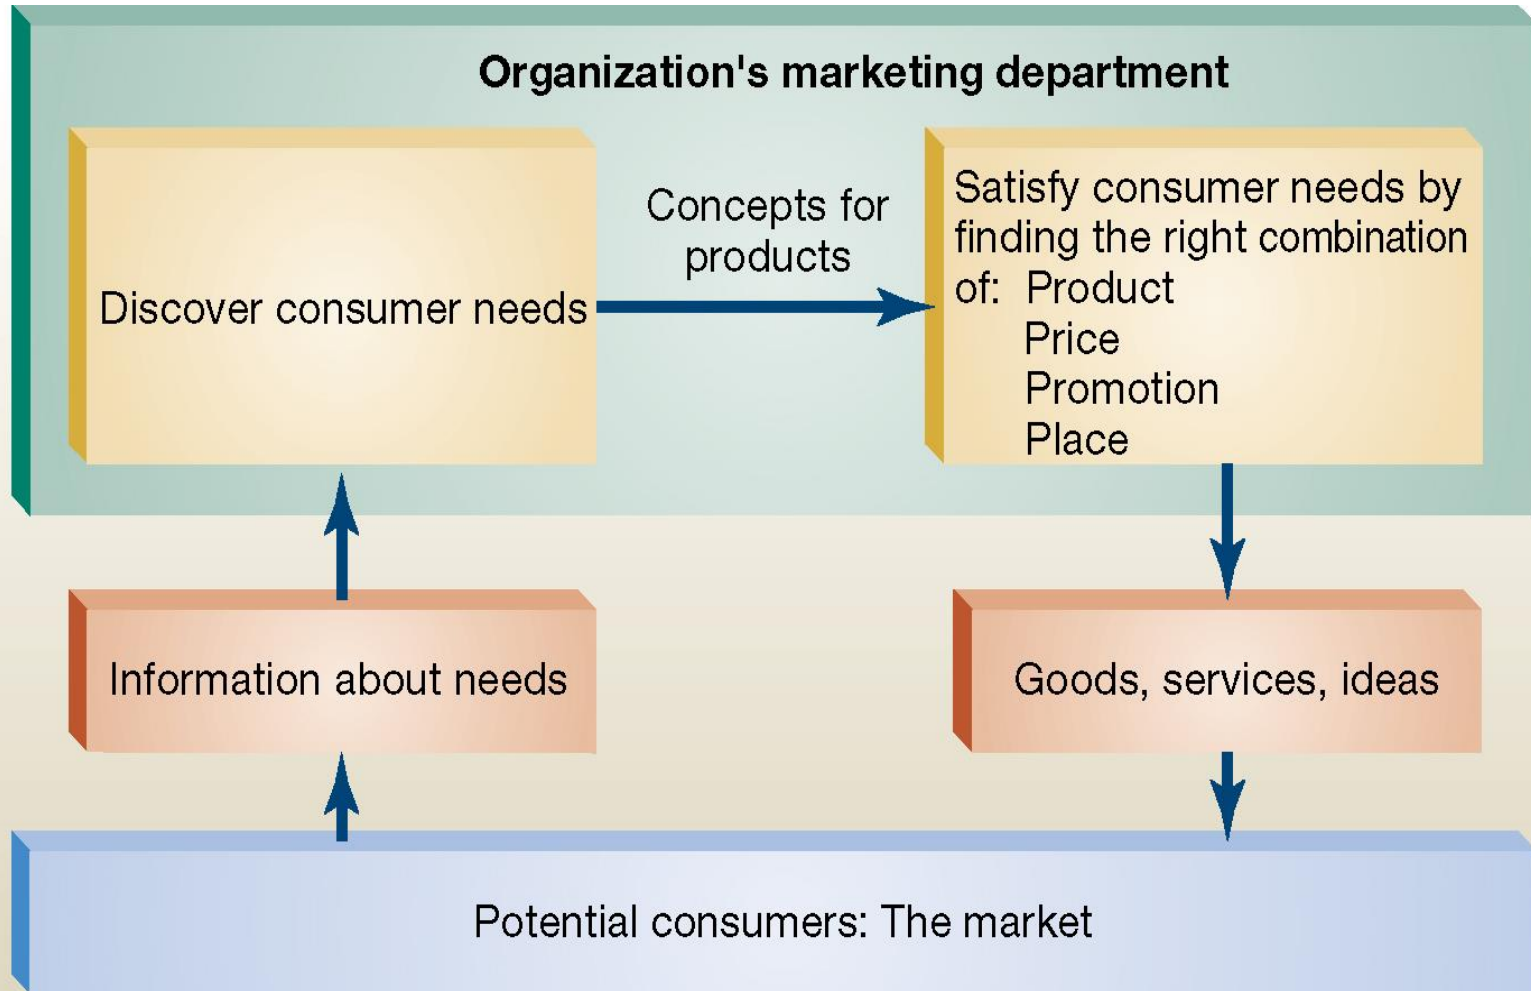 Organization's marketing department
Discover consumer needs
Concepts for
products
Satisfy consumer needs by
finding the right combination
of: Product
Price
Promotion
Place
Information about needs
Goods, services, ideas
Potential consumers: The market